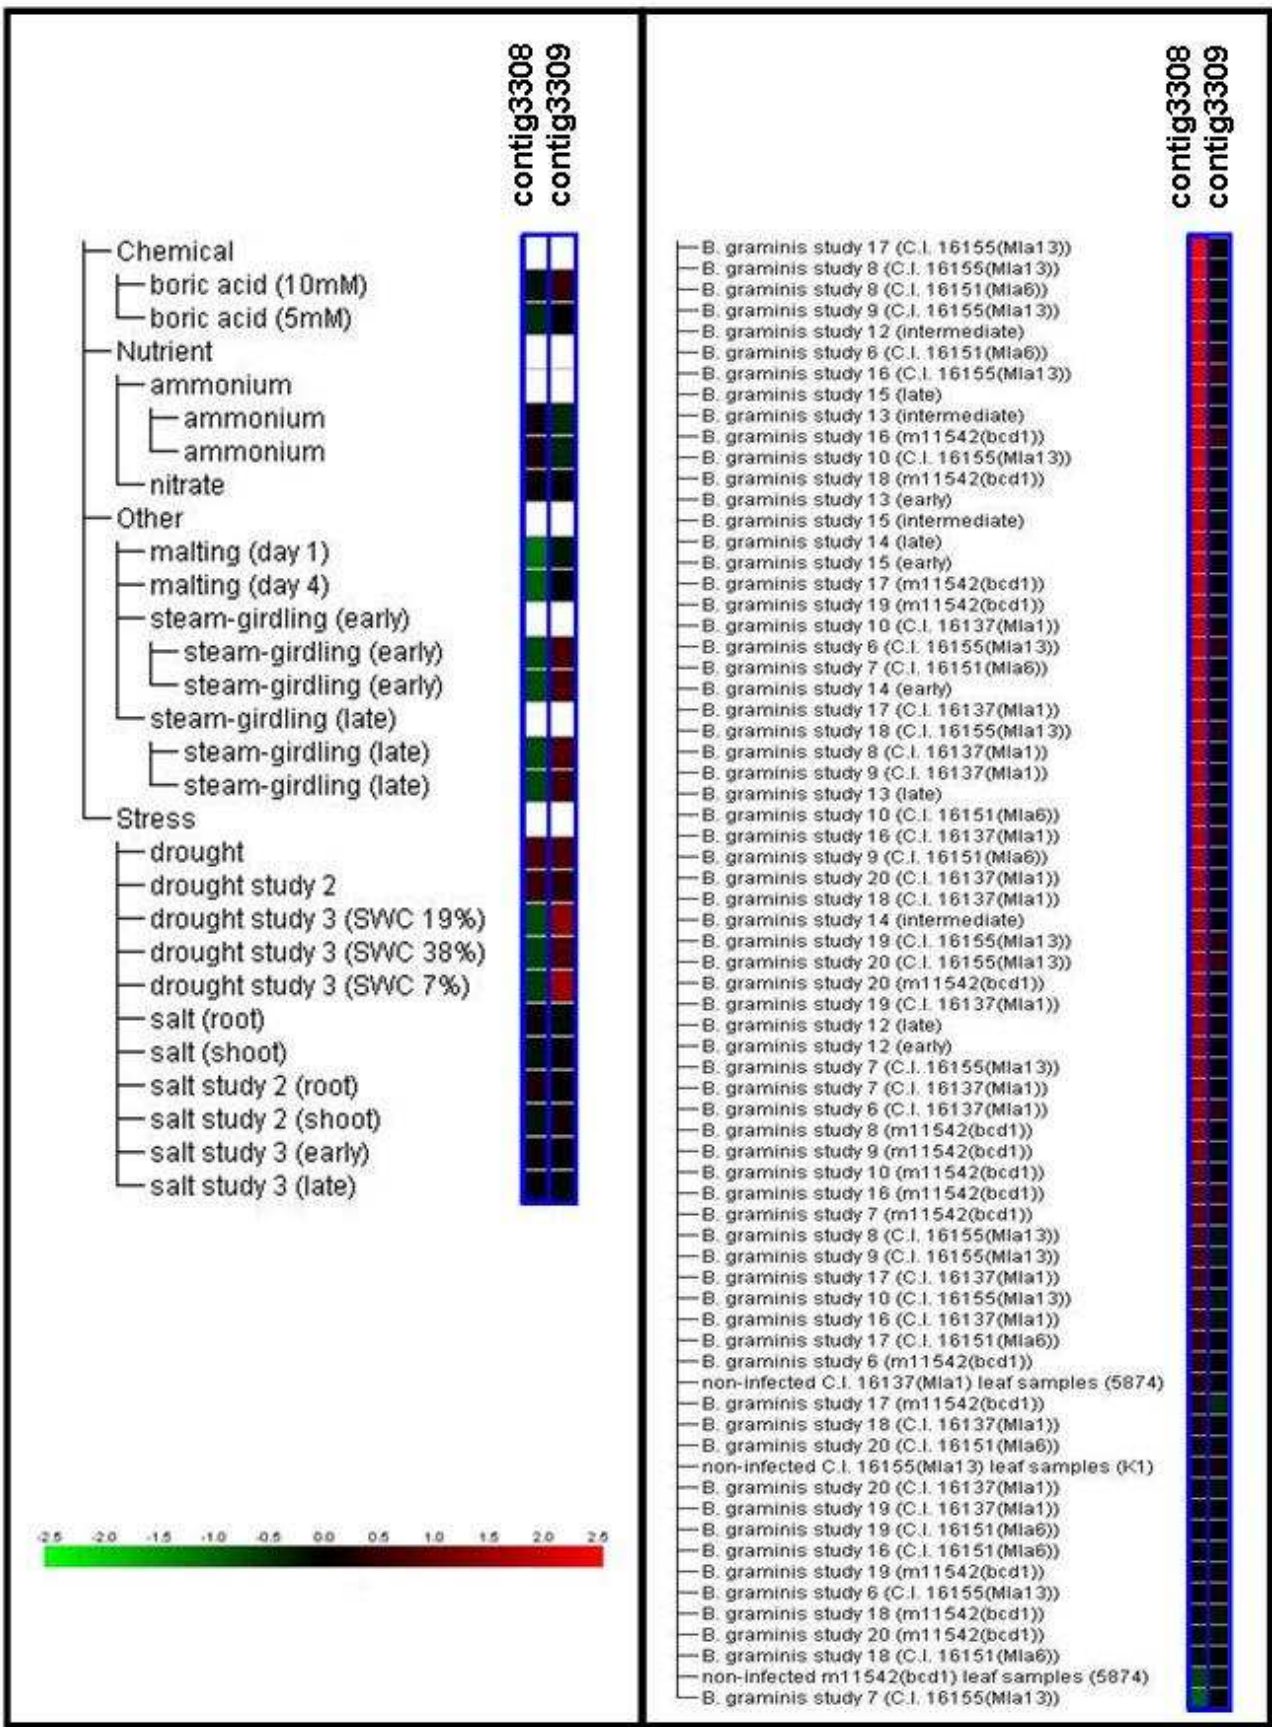 contig3308
contig3309
Chemical
boric acid (10mM)
boric acid (5mM)
Nutrient
ammonium
ammonium
ammonium
nitrate
Other
malting (day 1)
malting (day 4)
steam-girdling (early)
steam-girdling (early)
steam-girdling (early)
steam-girdling (late)
steam-girdling (late)
steam-girdling (late)
Stress
drought
drought study 2
drought study 3 (SWC 19%)
drought study 3 (SWC 38%)
drought study 3 (SWC 7%)
salt (root)
salt (shoot)
salt study 2 (root)
salt study 2 (shoot)
salt study 3 (early)
salt study 3 (late)
-2.5 -2.0 -1.5 -1.0 -0.5 0.0 0.5 1.0 1.5 2.0 2.5
contig3308
contig3309
B. graminis study 17 (C.I. 16155(Mla13))
B. graminis study 8 (C.I. 16155(Mla13))
B. graminis study 8 (C.I. 16151(Mla6))
B. graminis study 9 (C.I. 16155(Mla13))
B. graminis study 12 (intermediate)
B. graminis study 6 (C.I. 16151(Mla6))
B. graminis study 16 (C.I. 16155(Mla13))
B. graminis study 15 (late)
B. graminis study 13 (intermediate)
B. graminis study 16 (m11542(bcd1))
B. graminis study 10 (C.I. 16155(Mla13))
B. graminis study 18 (m11542(bcd1))
B. graminis study 13 (early)
B. graminis study 15 (intermediate)
B. graminis study 14 (late)
B. graminis study 15 (early)
B. graminis study 17 (m11542(bcd1))
B. graminis study 19 (m11542(bcd1))
B. graminis study 10 (C.I. 16137(Mla1))
B. graminis study 6 (C.I. 16155(Mla13))
B. graminis study 7 (C.I. 16151(Mla6))
B. graminis study 14 (early)
B. graminis study 17 (C.I. 16137(Mla1))
B. graminis study 18 (C.I. 16155(Mla13))
B. graminis study 8 (C.I. 16137(Mla1))
B. graminis study 9 (C.I. 16137(Mla1))
B. graminis study 13 (late)
B. graminis study 10 (C.I. 16151(Mla6))
B. graminis study 16 (C.I. 16137(Mla1))
B. graminis study 9 (C.I. 16151(Mla6))
B. graminis study 20 (C.I. 16137(Mla1))
B. graminis study 18 (C.I. 16137(Mla1))
B. graminis study 14 (intermediate)
B. graminis study 19 (C.I. 16155(Mla13))
B. graminis study 20 (C.I. 16155(Mla13))
B. graminis study 20 (m11542(bcd1))
B. graminis study 19 (C.I. 16137(Mla1))
B. graminis study 12 (late)
B. graminis study 12 (early)
B. graminis study 7 (C.I. 16155(Mla13))
B. graminis study 7 (C.I. 16137(Mla1))
B. graminis study 6 (C.I. 16137(Mla1))
B. graminis study 8 (m11542(bcd1))
B. graminis study 9 (m11542(bcd1))
B. graminis study 10 (m11542(bcd1))
B. graminis study 16 (m11542(bcd1))
B. graminis study 7 (m11542(bcd1))
B. graminis study 8 (C.I. 16155(Mla13))
B. graminis study 9 (C.I. 16155(Mla13))
B. graminis study 17 (C.I. 16137(Mla1))
B. graminis study 10 (C.I. 16155(Mla13))
B. graminis study 16 (C.I. 16137(Mla1))
B. graminis study 17 (C.I. 16151(Mla6))
B. graminis study 6 (m11542(bcd1))
non-infected C.I. 16137(Mla1) leaf samples (5874)
B. graminis study 17 (m11542(bcd1))
B. graminis study 18 (C.I. 16137(Mla1))
B. graminis study 20 (C.I. 16151(Mla6))
non-infected C.I. 16155(Mla13) leaf samples (K1)
B. graminis study 20 (C.I. 16137(Mla1))
B. graminis study 19 (C.I. 16137(Mla1))
B. graminis study 19 (C.I. 16151(Mla6))
B. graminis study 16 (C.I. 16151(Mla6))
B. graminis study 19 (m11542(bcd1))
B. graminis study 6 (C.I. 16155(Mla13))
B. graminis study 18 (m11542(bcd1))
B. graminis study 20 (m11542(bcd1))
B. graminis study 18 (C.I. 16151(Mla6))
non-infected m11542(bcd1) leaf samples (5874)
B. graminis study 7 (C.I. 16155(Mla13))